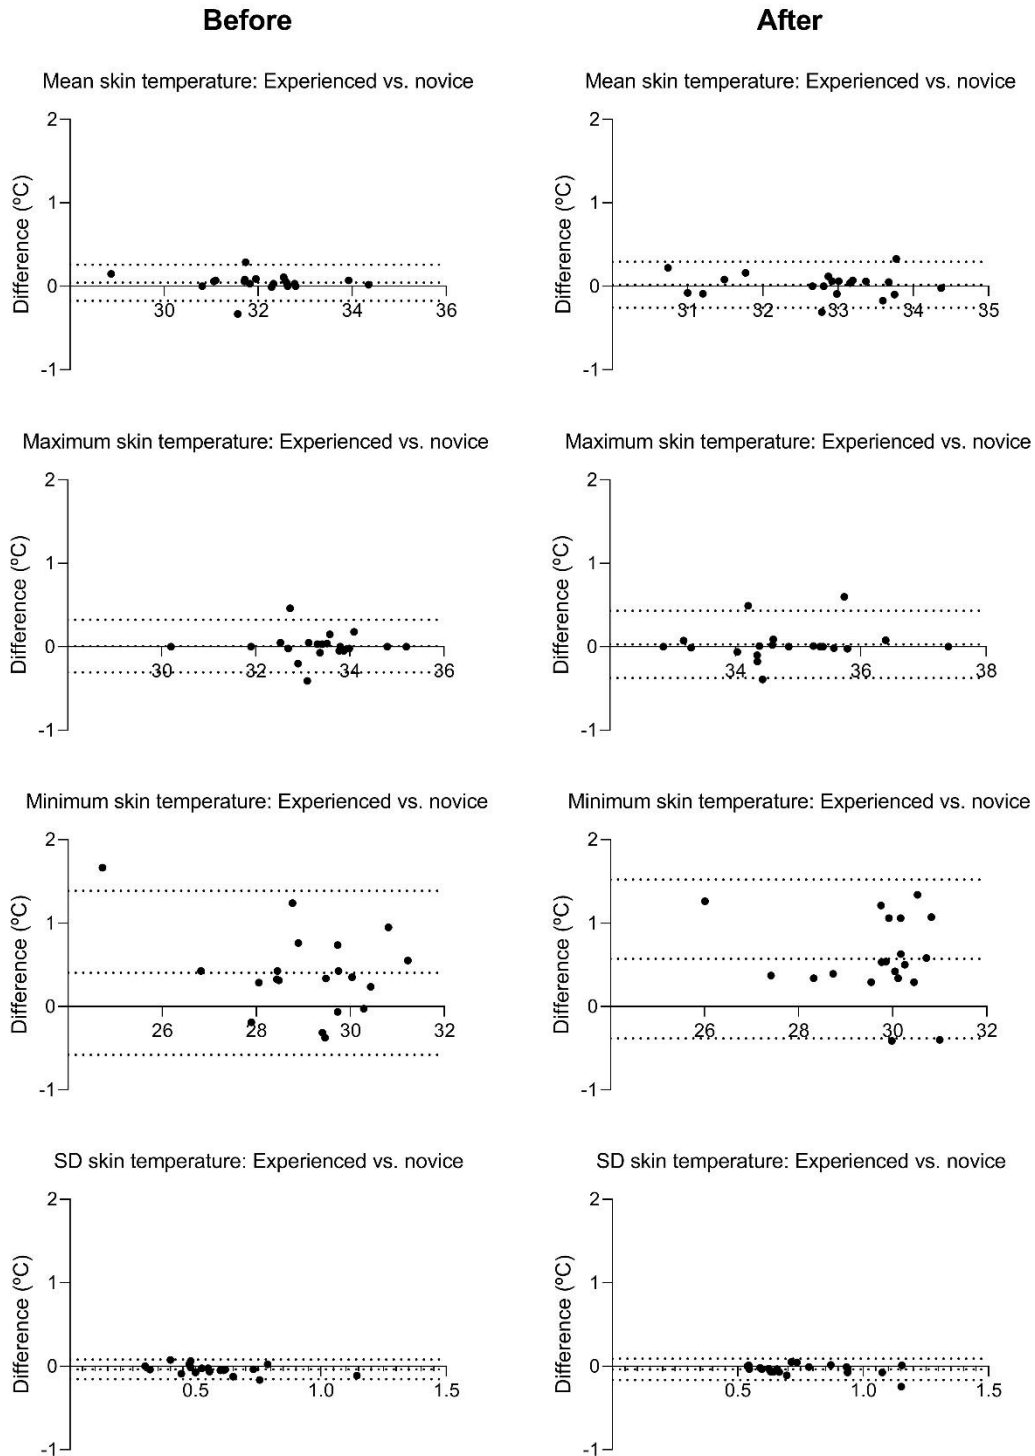 Before
After
Mean skin temperature: Experienced vs. novice
Mean skin temperature: Experienced vs. novice
2
1
0
-1
Difference (ºC)
30 32 34 36
2
1
0
-1
Difference (ºC)
31 32 33 34 35
Maximum skin temperature: Experienced vs. novice
Maximum skin temperature: Experienced vs. novice
2
1
0
-1
Difference (ºC)
30 32 34 36
2
1
0
-1
Difference (ºC)
34 36 38
Minimum skin temperature: Experienced vs. novice
Minimum skin temperature: Experienced vs. novice
2
1
0
-1
Difference (ºC)
26 28 30 32
2
1
0
-1
Difference (ºC)
26 28 30 32
SD skin temperature: Experienced vs. novice
SD skin temperature: Experienced vs. novice
2
1
0
-1
Difference (ºC)
0.5 1.0 1.5
2
1
0
-1
Difference (ºC)
0.5 1.0 1.5